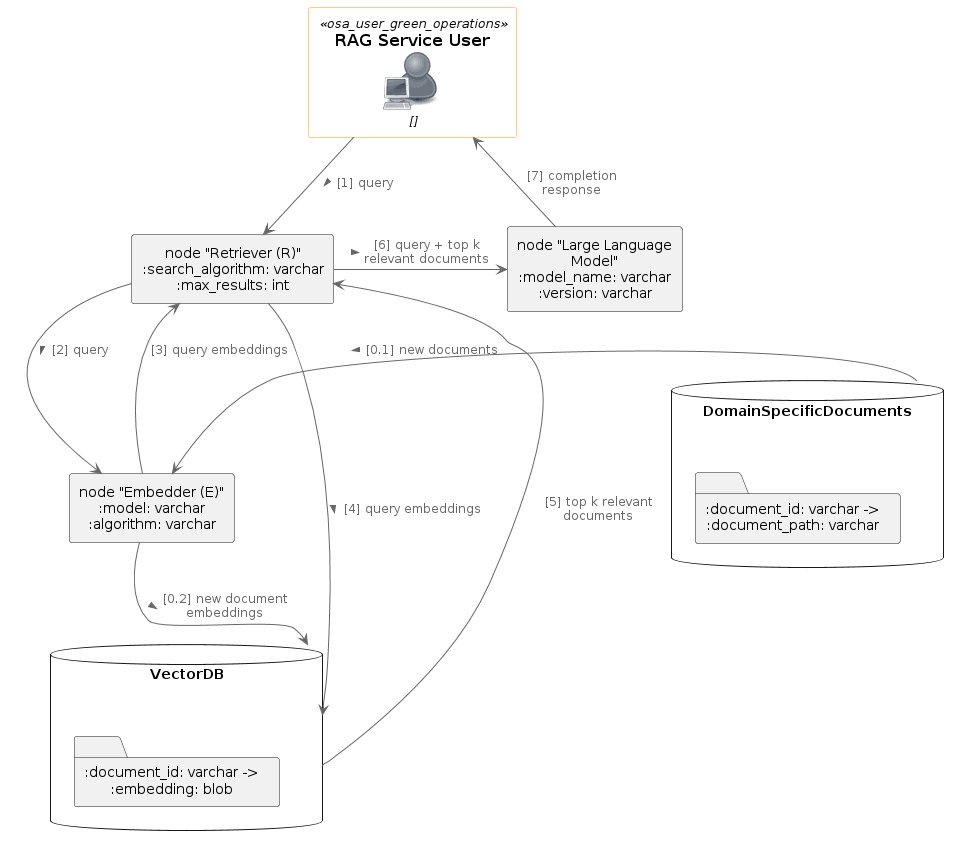 «osa_user_green_operations»
RAG Service User
[]
[1] query
[7] completion
response
node "Retriever (R)"
:search_algorithm: varchar
:max_results: int
[6] query + top k
relevant documents
node "Large Language
Model"
:model_name: varchar
:version: varchar
[2] query
[3] query embeddings
[0.1] new documents
DomainSpecificDocuments
:document_id: varchar ->
:document_path: varchar
node "Embedder (E)"
:model: varchar
:algorithm: varchar
[4] query embeddings
[5] top k relevant
documents
[0.2] new document
embeddings
VectorDB
:document_id: varchar ->
:embedding: blob